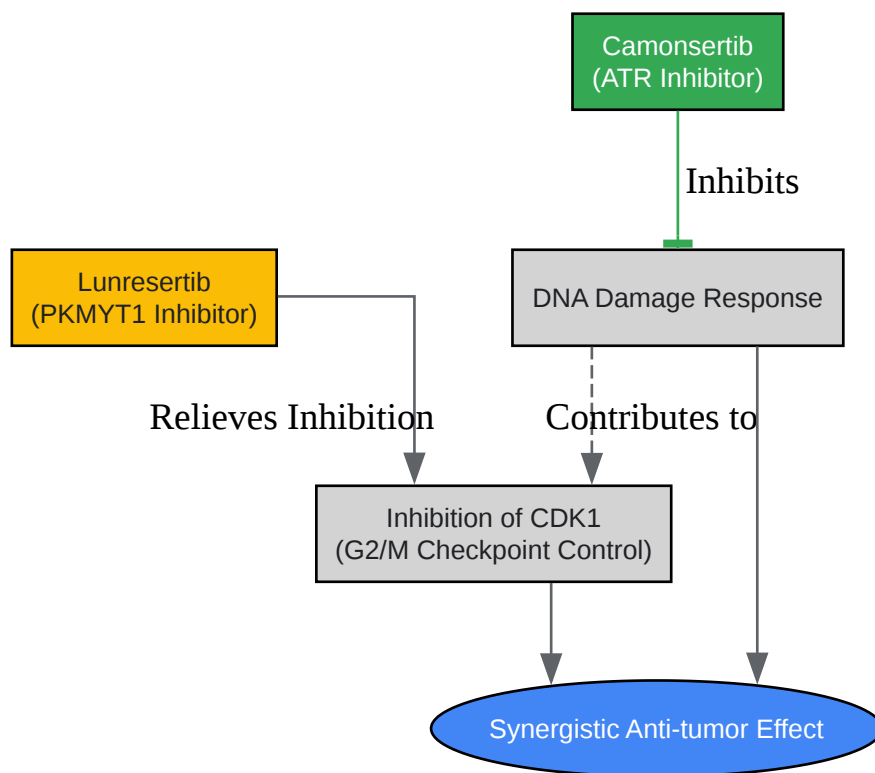 Camonsertib
(ATR Inhibitor)
Inhibits
Lunresertib
(PKMYT1 Inhibitor)
DNA Damage Response
Relieves Inhibition
Contributes to
Inhibition of CDK1
(G2/M Checkpoint Control)
Synergistic Anti-tumor Effect